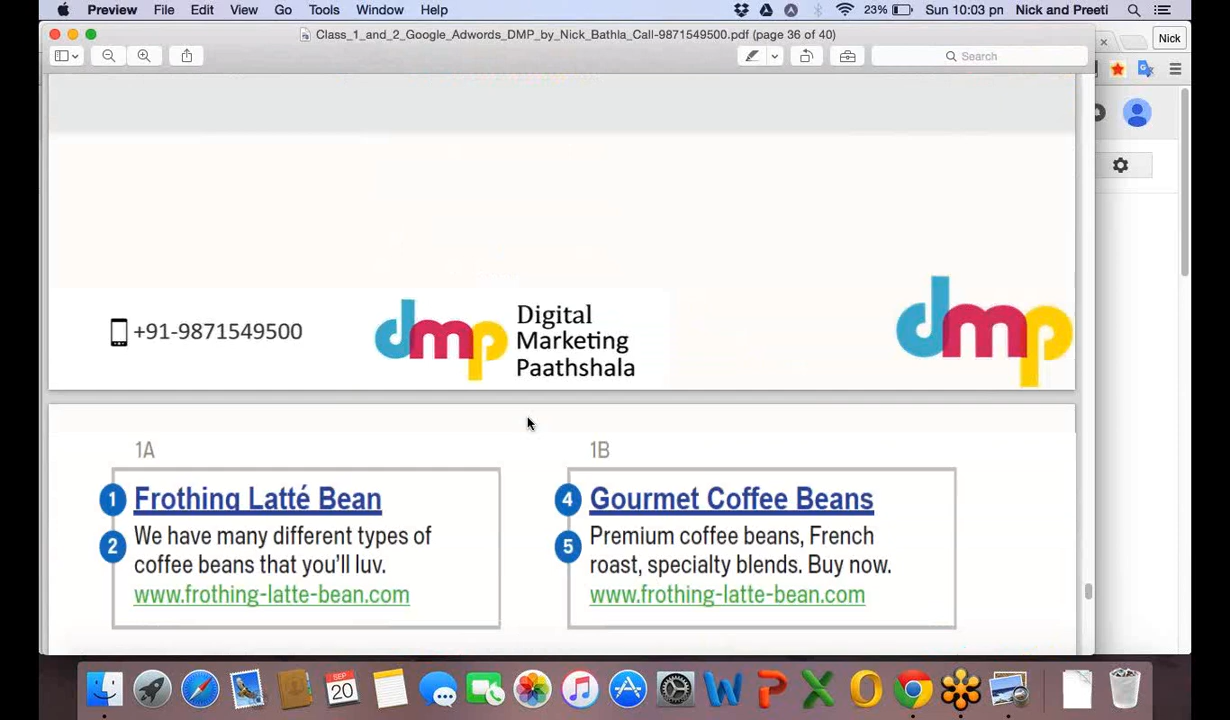 Preview File Edit View Go Tools Window Help 23% Sun 10:03 pm Nick and Preeti
Class_1_and_2_Google_Adwords_DMP_by_Nick_Bathla_Call-9871549500.pdf (page 36 of 40)
Nick
Search
+91-9871549500
dmp
Digital
Marketing
Paathshala
dmp
1A
1 Frothing Latté Bean
2 We have many different types of
coffee beans that you'll luv.
www.frothing-latte-bean.com
1B
4 Gourmet Coffee Beans
5 Premium coffee beans, French
roast, specialty blends. Buy now.
www.frothing-latte-bean.com
SEP
20